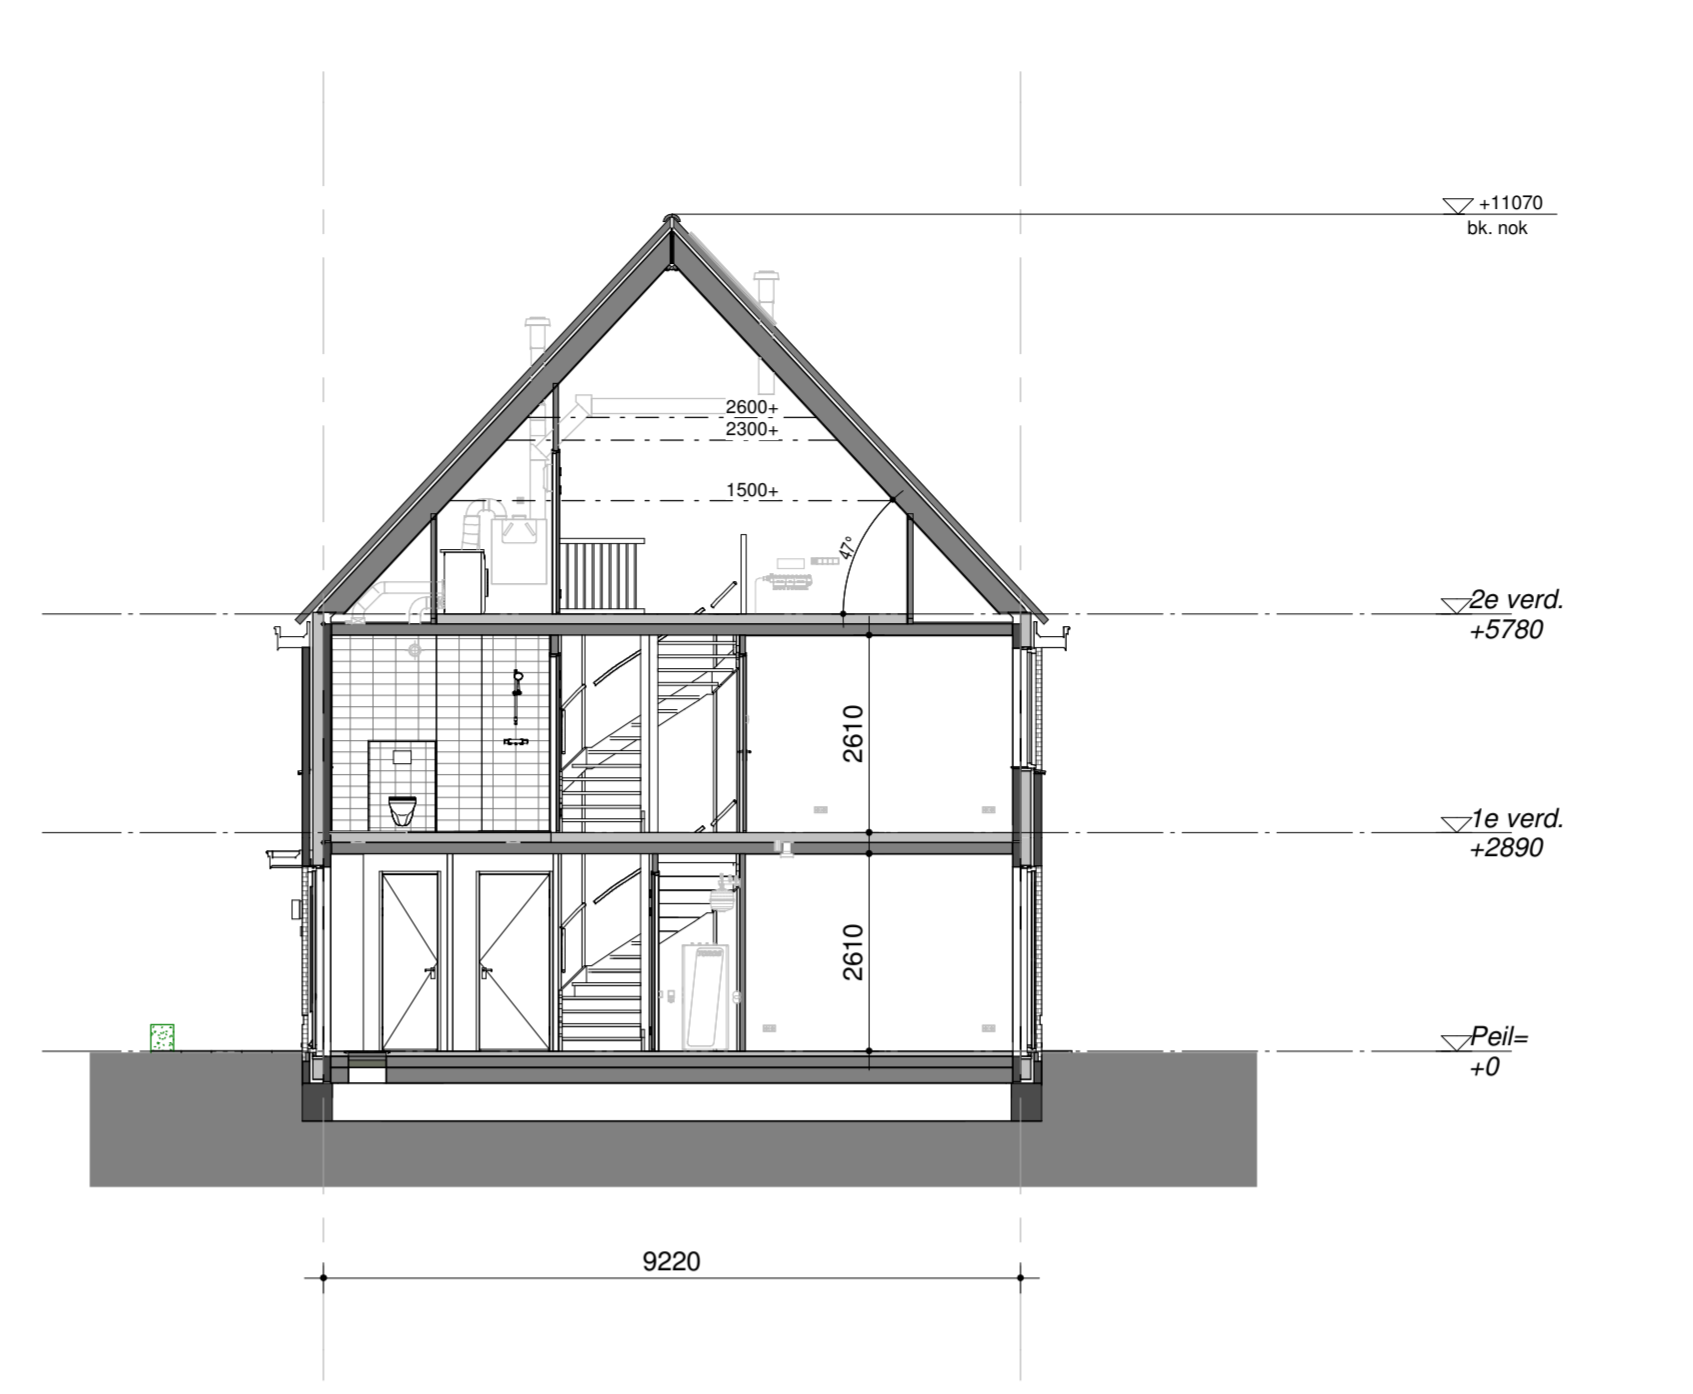 +11070
bk. nok
2600+
2300+
1500+
47°
2e verd.
+5780
2610
1e verd.
+2890
2610
Peil=
+0
9220